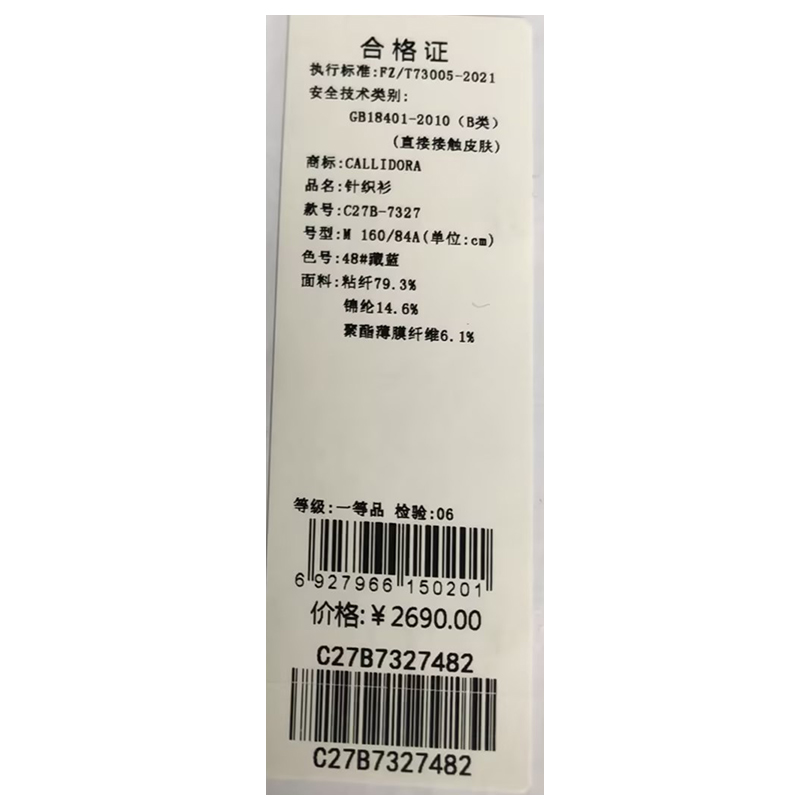 合格证
执行标准:FZ/T73005-2021
安全技术类别:
GB18401-2010（B类）
(直接接触皮肤)
商标:CALLIDORA
品名:针织衫
款号:C27B-7327
号型:M 160/84A(单位:cm)
色号:48#藏蓝
面料:粘纤79.3%
锦纶14.6%
聚酯薄膜纤维6.1%
等级:一等品 检验:06
6 927966 150201
价格:￥2690.00
C27B7327482
C27B7327482